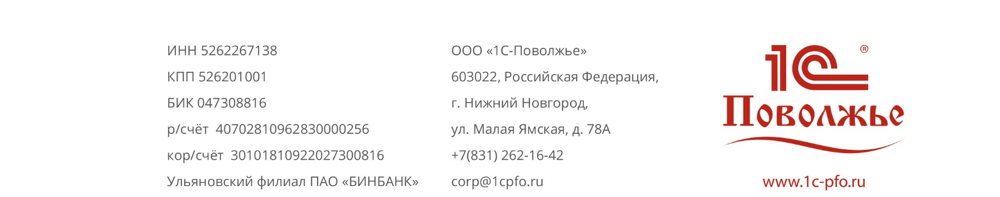 ИНН 5262267138
КПП 526201001
БИК 047308816
р/счёт 40702810962830000256
кор/счёт 30101810922027300816
Ульяновский филиал ПАО «БИНБАНК»
ООО «1С-Поволжье»
603022, Российская Федерация,
г. Нижний Новгород,
ул. Малая Ямская, д. 78А
+7(831) 262-16-42
corp@1cpfo.ru
1С®
Поволжье
www.1c-pfo.ru